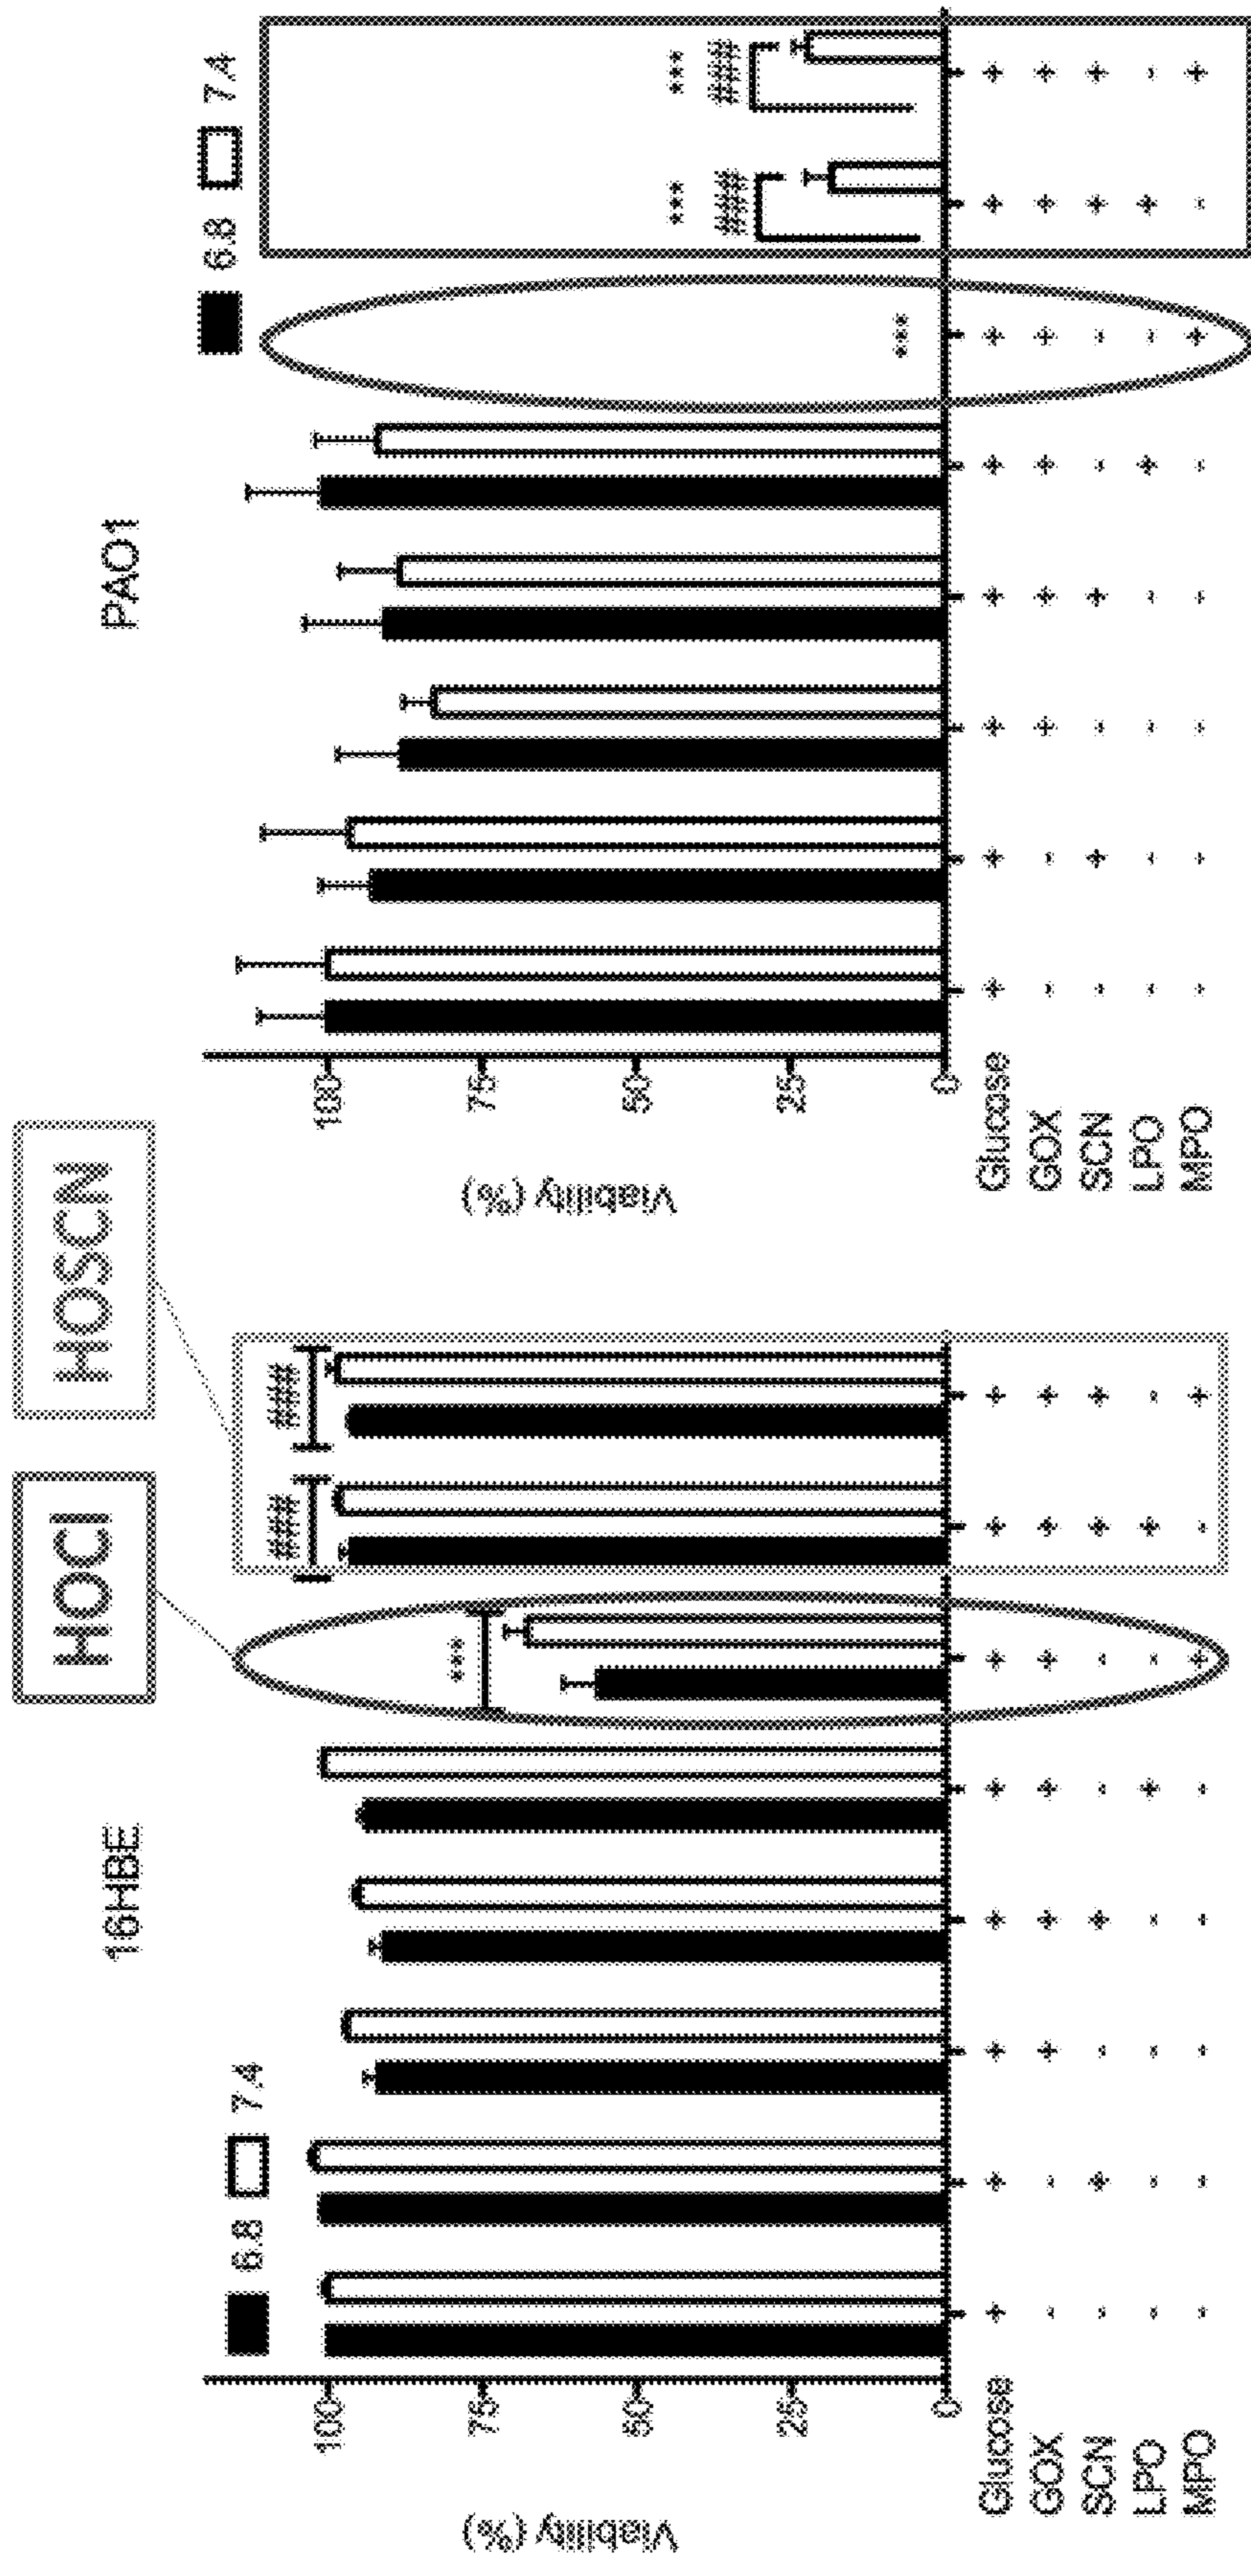 HOCl
HOSCN
16HBE
6.8 7.4
Viability (%)
100
75
50
25
0
***
###
###
Glucose + + + + + + + +
GOX - - + + + + + +
SCN - + - + - - + +
LPO - - - - + - + -
MPO - - - - - + - +
PAO1
6.8 7.4
Viability (%)
100
75
50
25
0
***
***
###
***
###
Glucose + + + + + + + +
GOX - - + + + + + +
SCN - + - + - - + +
LPO - - - - + - + -
MPO - - - - - + - +